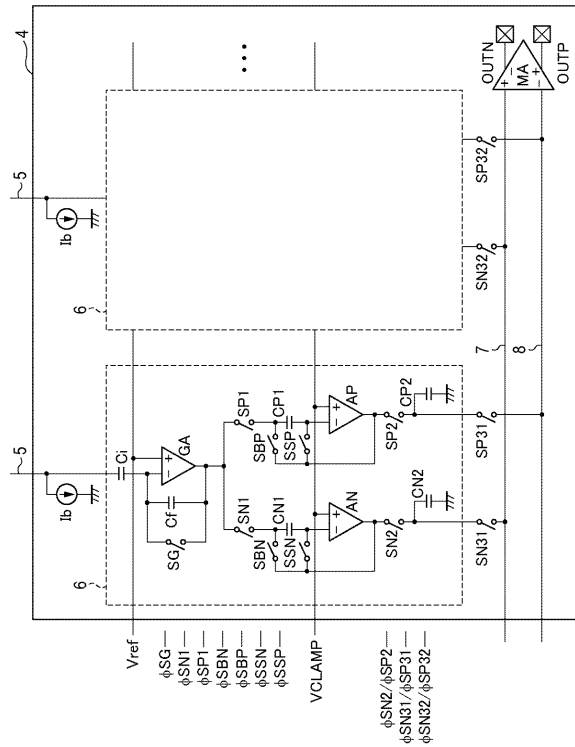 4
5
5
Ib
Ib
6
6
Vref
φSG
φSN1
φSP1
φSBN
φSBP
φSSN
φSSP
VCLAMP
φSN2/φSP2
φSN31/φSP31
φSN32/φSP32
Ci
Cf
SG
GA
SN1
SP1
SBN
CN1
SSN
SBP
CP1
SSP
AN
AP
SN2
CN2
SP2
CP2
SN31
SP31
SN32
SP32
7
8
MA
OUTN
OUTP
+
−
−
+
−
+
−
+
−
+
−
+